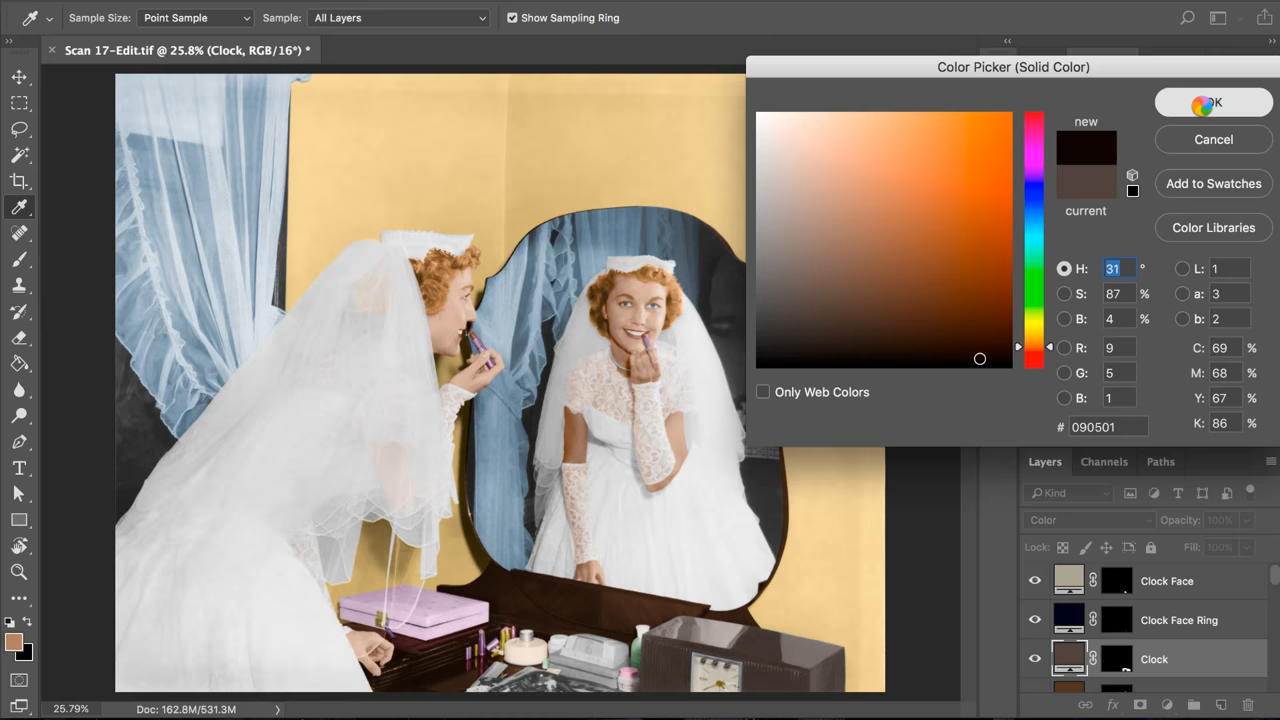 Sample Size: Point Sample Sample: All Layers Show Sampling Ring
Scan 17-Edit.tif @ 25.8% (Clock, RGB/16*) *
Color Picker (Solid Color)
new
current
OK
Cancel
Add to Swatches
Color Libraries
H: 31 °
S: 87 %
B: 4 %
R: 9
G: 5
B: 1
# 090501
L: 1
a: 3
b: 2
C: 69 %
M: 68 %
Y: 67 %
K: 86 %
Only Web Colors
Layers Channels Paths
Kind
Color Opacity: 100%
Lock: Fill: 100%
Clock Face
Clock Face Ring
Clock
fx
25.79% Doc: 162.8M/531.3M